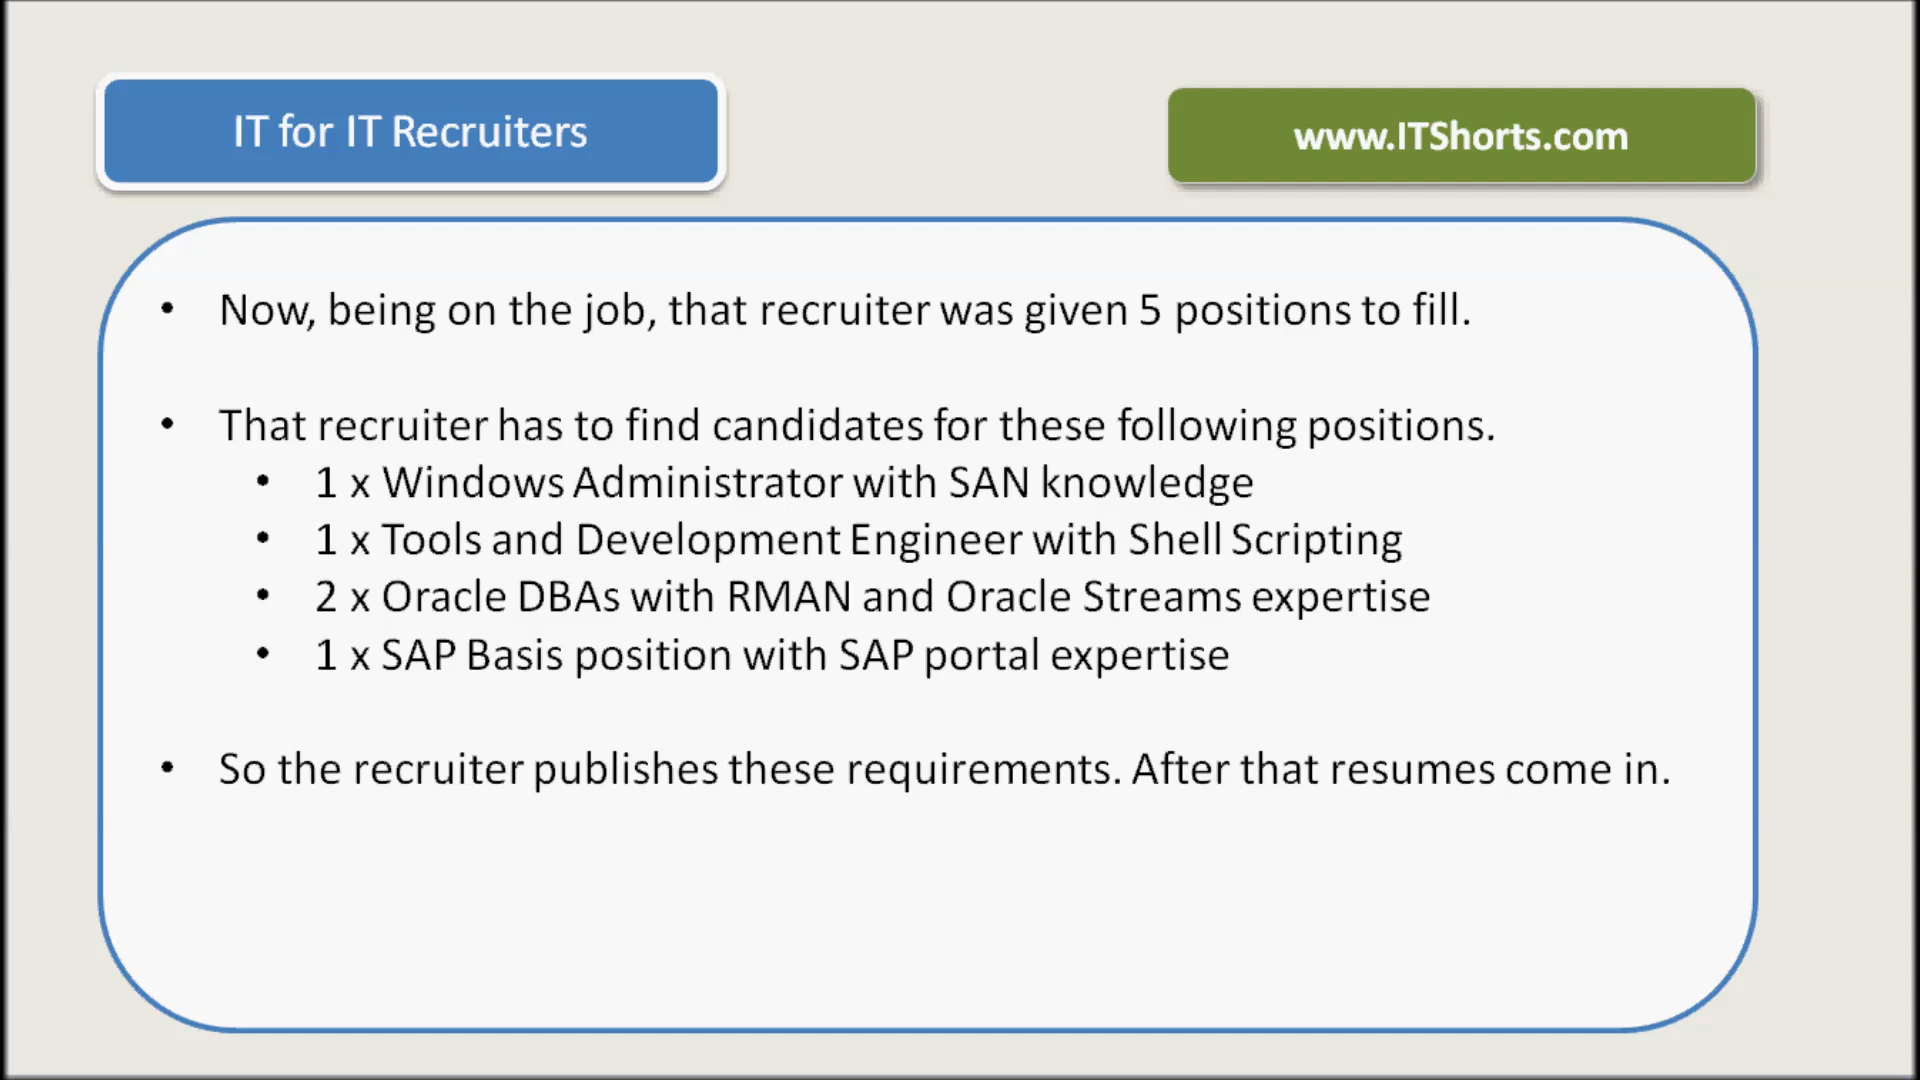 IT for IT Recruiters
www.ITShorts.com
• Now, being on the job, that recruiter was given 5 positions to fill.
• That recruiter has to find candidates for these following positions.
• 1 x Windows Administrator with SAN knowledge
• 1 x Tools and Development Engineer with Shell Scripting
• 2 x Oracle DBAs with RMAN and Oracle Streams expertise
• 1 x SAP Basis position with SAP portal expertise
• So the recruiter publishes these requirements. After that resumes come in.